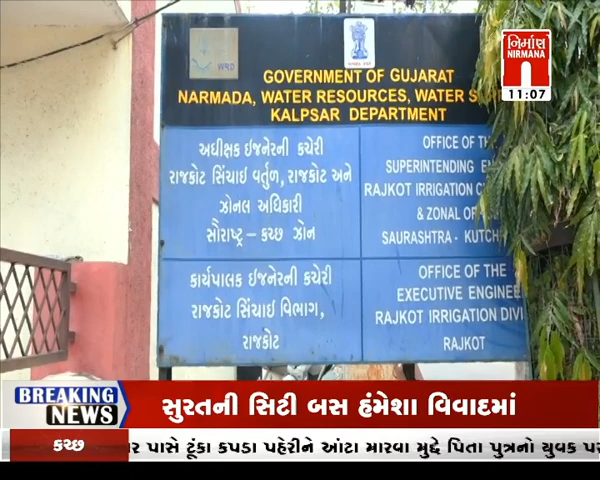 WRD
GOVERNMENT OF GUJARAT
NARMADA, WATER RESOURCES, WATER
KALPSAR DEPARTMENT
અધીક્ષક ઇજનેરની કચેરી
રાજકોટ સિંચાઇ વર્તુળ, રાજકોટ અને
ઝોનલ અધિકારી
સૌરાષ્ટ્ર – કચ્છ ઝોન
OFFICE OF
SUPERINTENDING
RAJKOT IRRIGATION
& ZONAL
SAURASHTRA - KUTCH
કાર્યપાલક ઇજનેરની કચેરી
રાજકોટ સિંચાઇ વિભાગ,
રાજકોટ
OFFICE OF THE
EXECUTIVE ENGINEE
RAJKOT IRRIGATION DIVI
RAJKOT
નિર્માણ
NIRMANA
11:07
BREAKING
NEWS
સુરતની સિટી બસ હંમેશા વિવાદમાં
કચ્છ
ર પાસે ટૂંકા કપડા પહેરીને આંટા મારવા મુદ્દે પિતા પુત્રનો યુવક પર